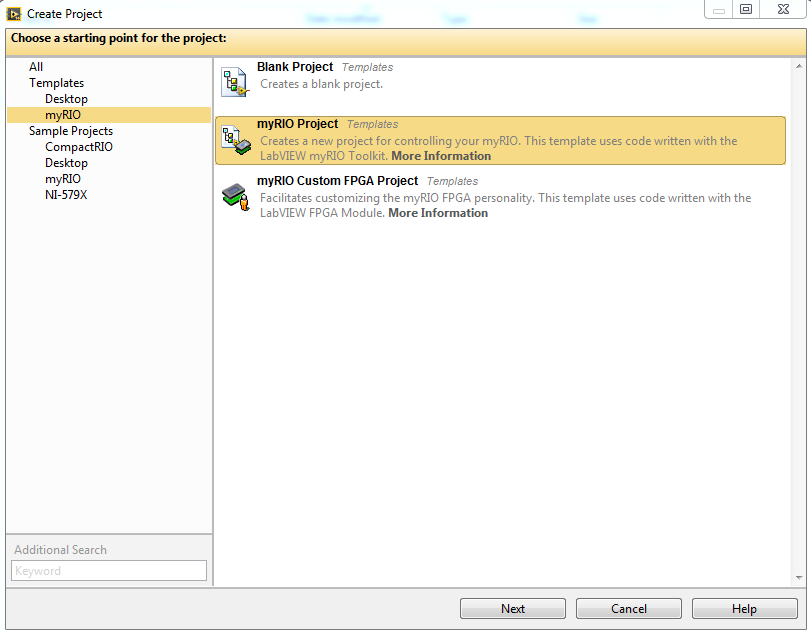 Create Project
Choose a starting point for the project:
All
Templates
Desktop
myRIO
Sample Projects
CompactRIO
Desktop
myRIO
NI-579X
Additional Search
Keyword
Blank Project Templates
Creates a blank project.
myRIO Project Templates
Creates a new project for controlling your myRIO. This template uses code written with the
LabVIEW myRIO Toolkit. More Information
myRIO Custom FPGA Project Templates
Facilitates customizing the myRIO FPGA personality. This template uses code written with the
LabVIEW FPGA Module. More Information
Next Cancel Help